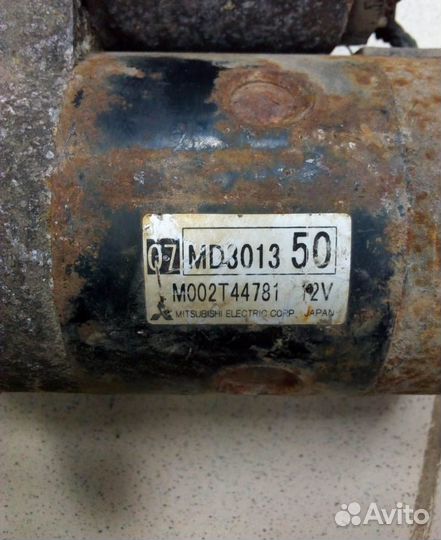 07 MD3013 50
M002T44781 12V
MITSUBISHI ELECTRIC CORP. JAPAN
Avito